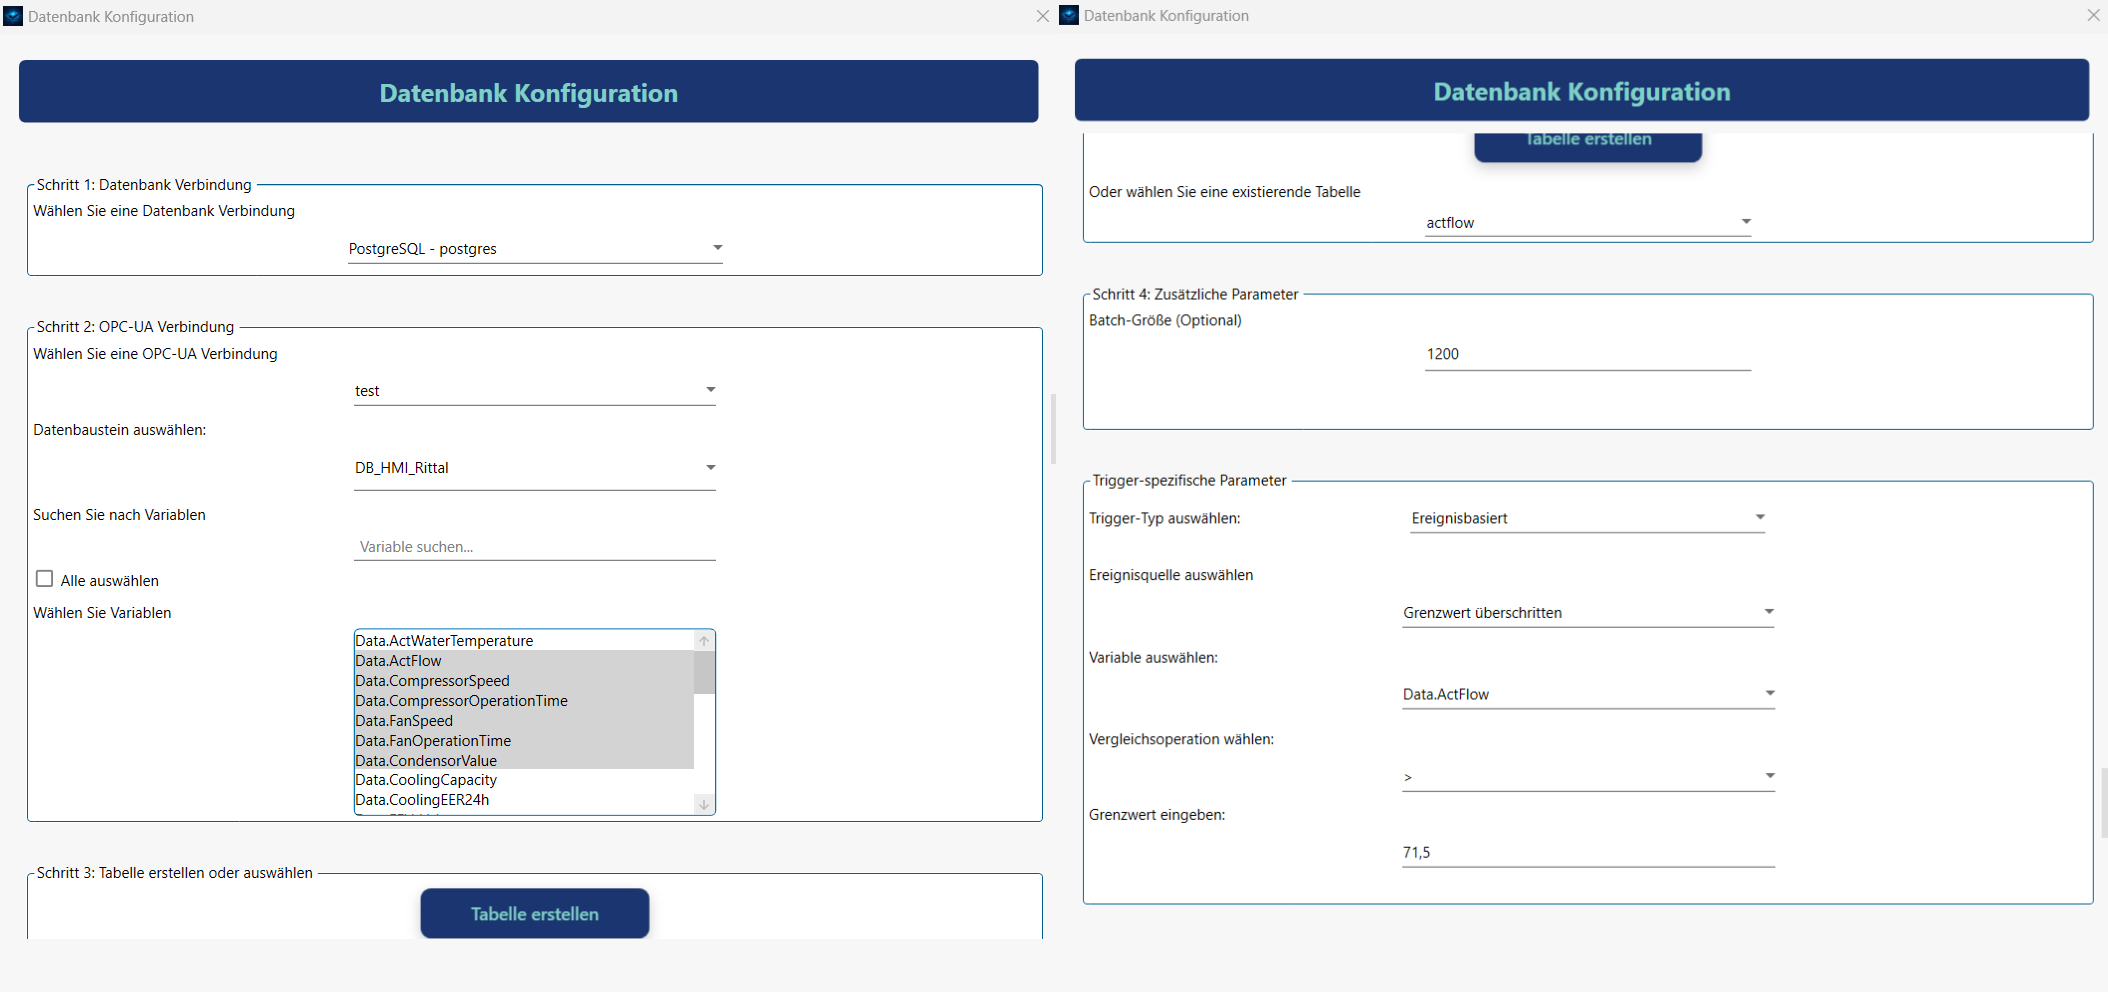 Datenbank Konfiguration
Datenbank Konfiguration
Schritt 1: Datenbank Verbindung
Wählen Sie eine Datenbank Verbindung
PostgreSQL - postgres
Schritt 2: OPC-UA Verbindung
Wählen Sie eine OPC-UA Verbindung
test
Datenbaustein auswählen:
DB_HMI_Rittal
Suchen Sie nach Variablen
Variable suchen...
Alle auswählen
Wählen Sie Variablen
Data.ActWaterTemperature
Data.ActFlow
Data.CompressorSpeed
Data.CompressorOperationTime
Data.FanSpeed
Data.FanOperationTime
Data.CondensorValue
Data.CoolingCapacity
Data.CoolingEER24h
Schritt 3: Tabelle erstellen oder auswählen
Tabelle erstellen
Datenbank Konfiguration
Datenbank Konfiguration
Tabelle erstellen
Oder wählen Sie eine existierende Tabelle
actflow
Schritt 4: Zusätzliche Parameter
Batch-Größe (Optional)
1200
Trigger-spezifische Parameter
Trigger-Typ auswählen:
Ereignisbasiert
Ereignisquelle auswählen
Grenzwert überschritten
Variable auswählen:
Data.ActFlow
Vergleichsoperation wählen:
>
Grenzwert eingeben:
71,5